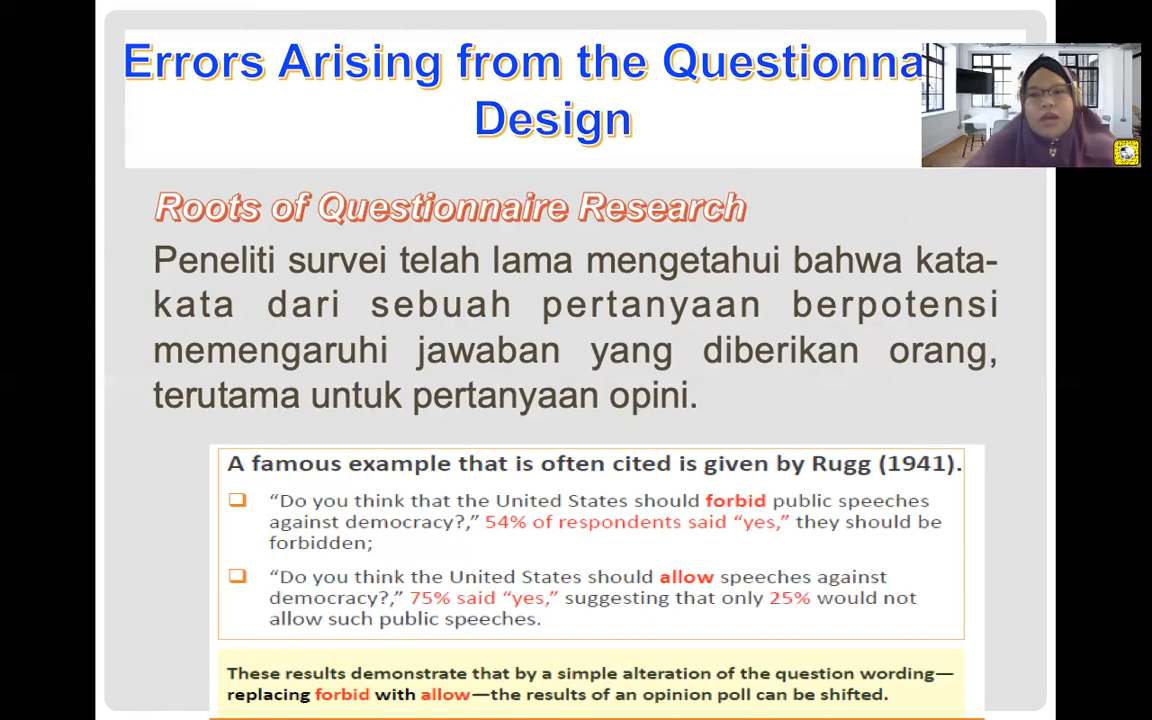 Errors Arising from the Questionna
Design
Roots of Questionnaire Research
Peneliti survei telah lama mengetahui bahwa kata-
kata dari sebuah pertanyaan berpotensi
memengaruhi jawaban yang diberikan orang,
terutama untuk pertanyaan opini.
A famous example that is often cited is given by Rugg (1941).
“Do you think that the United States should forbid public speeches
against democracy?,” 54% of respondents said “yes,” they should be
forbidden;
“Do you think the United States should allow speeches against
democracy?,” 75% said “yes,” suggesting that only 25% would not
allow such public speeches.
These results demonstrate that by a simple alteration of the question wording—
replacing forbid with allow—the results of an opinion poll can be shifted.